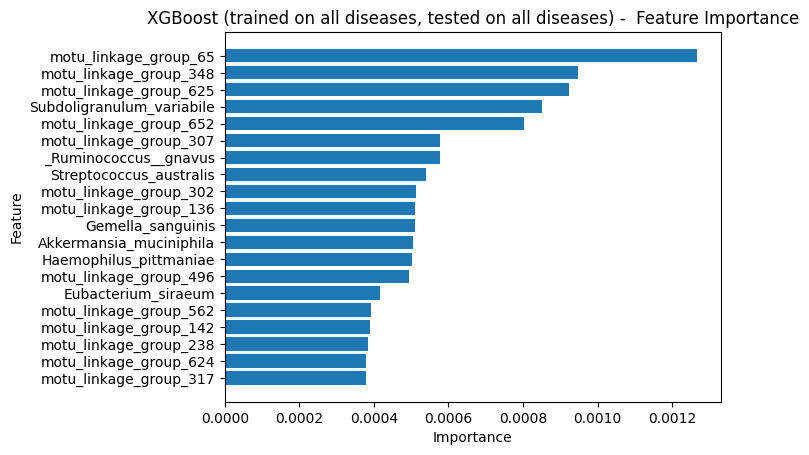 XGBoost (trained on all diseases, tested on all diseases) -  Feature Importance
Feature
motu_linkage_group_65
motu_linkage_group_348
motu_linkage_group_625
Subdoligranulum_variabile
motu_linkage_group_652
motu_linkage_group_307
_Ruminococcus__gnavus
Streptococcus_australis
motu_linkage_group_302
motu_linkage_group_136
Gemella_sanguinis
Akkermansia_muciniphila
Haemophilus_pittmaniae
motu_linkage_group_496
Eubacterium_siraeum
motu_linkage_group_562
motu_linkage_group_142
motu_linkage_group_238
motu_linkage_group_624
motu_linkage_group_317
0.0000 0.0002 0.0004 0.0006 0.0008 0.0010 0.0012
Importance